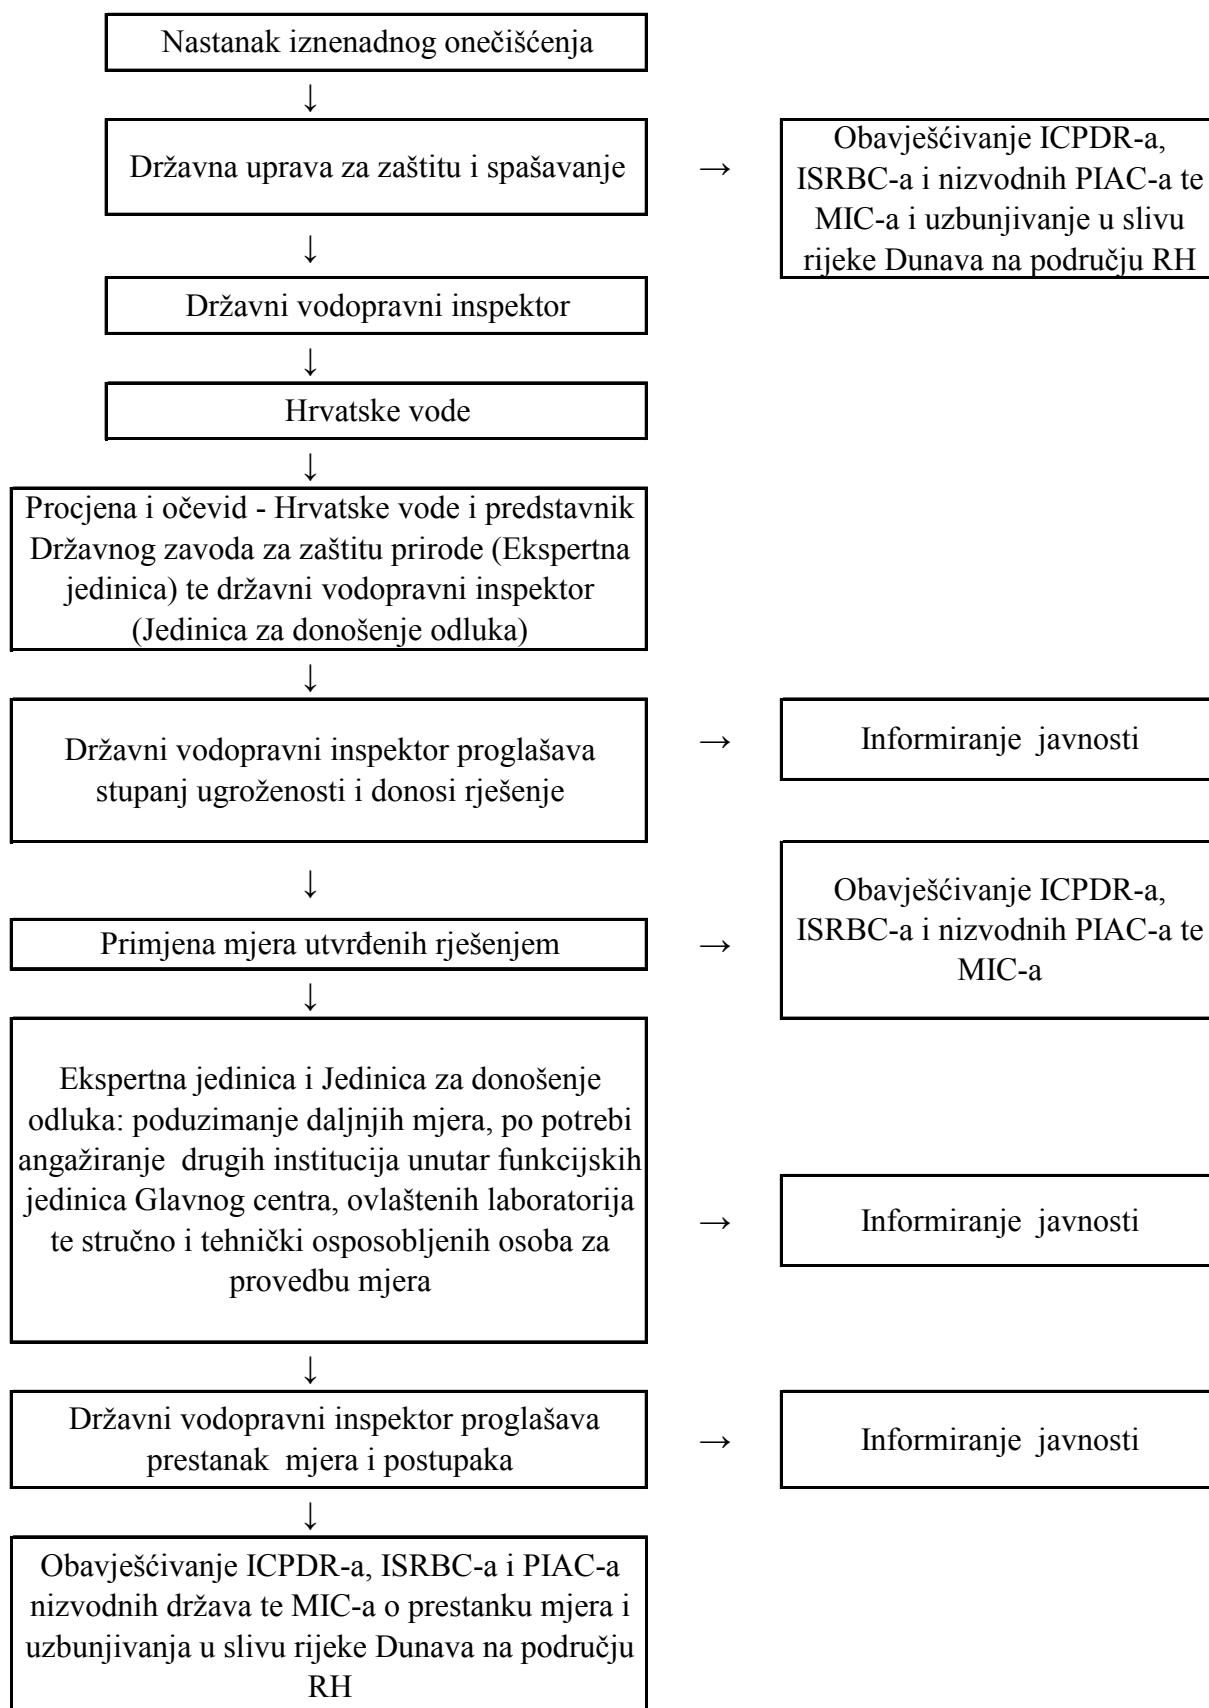 Nastanak iznenadnog onečišćenja
↓
Državna uprava za zaštitu i spašavanje
→
Obavješćivanje ICPDR-a,
ISRBC-a i nizvodnih PIAC-a te
MIC-a i uzbunjivanje u slivu
rijeke Dunava na području RH
↓
Državni vodopravni inspektor
↓
Hrvatske vode
↓
Procjena i očevid - Hrvatske vode i predstavnik
Državnog zavoda za zaštitu prirode (Ekspertna
jedinica) te državni vodopravni inspektor
(Jedinica za donošenje odluka)
↓
Državni vodopravni inspektor proglašava
stupanj ugroženosti i donosi rješenje
→
Informiranje javnosti
↓
Primjena mjera utvrđenih rješenjem
→
Obavješćivanje ICPDR-a,
ISRBC-a i nizvodnih PIAC-a te
MIC-a
↓
Ekspertna jedinica i Jedinica za donošenje
odluka: poduzimanje daljnjih mjera, po potrebi
angažiranje drugih institucija unutar funkcijskih
jedinica Glavnog centra, ovlaštenih laboratorija
te stručno i tehnički osposobljenih osoba za
provedbu mjera
→
Informiranje javnosti
↓
Državni vodopravni inspektor proglašava
prestanak mjera i postupaka
→
Informiranje javnosti
↓
Obavješćivanje ICPDR-a, ISRBC-a i PIAC-a
nizvodnih država te MIC-a o prestanku mjera i
uzbunjivanja u slivu rijeke Dunava na području
RH